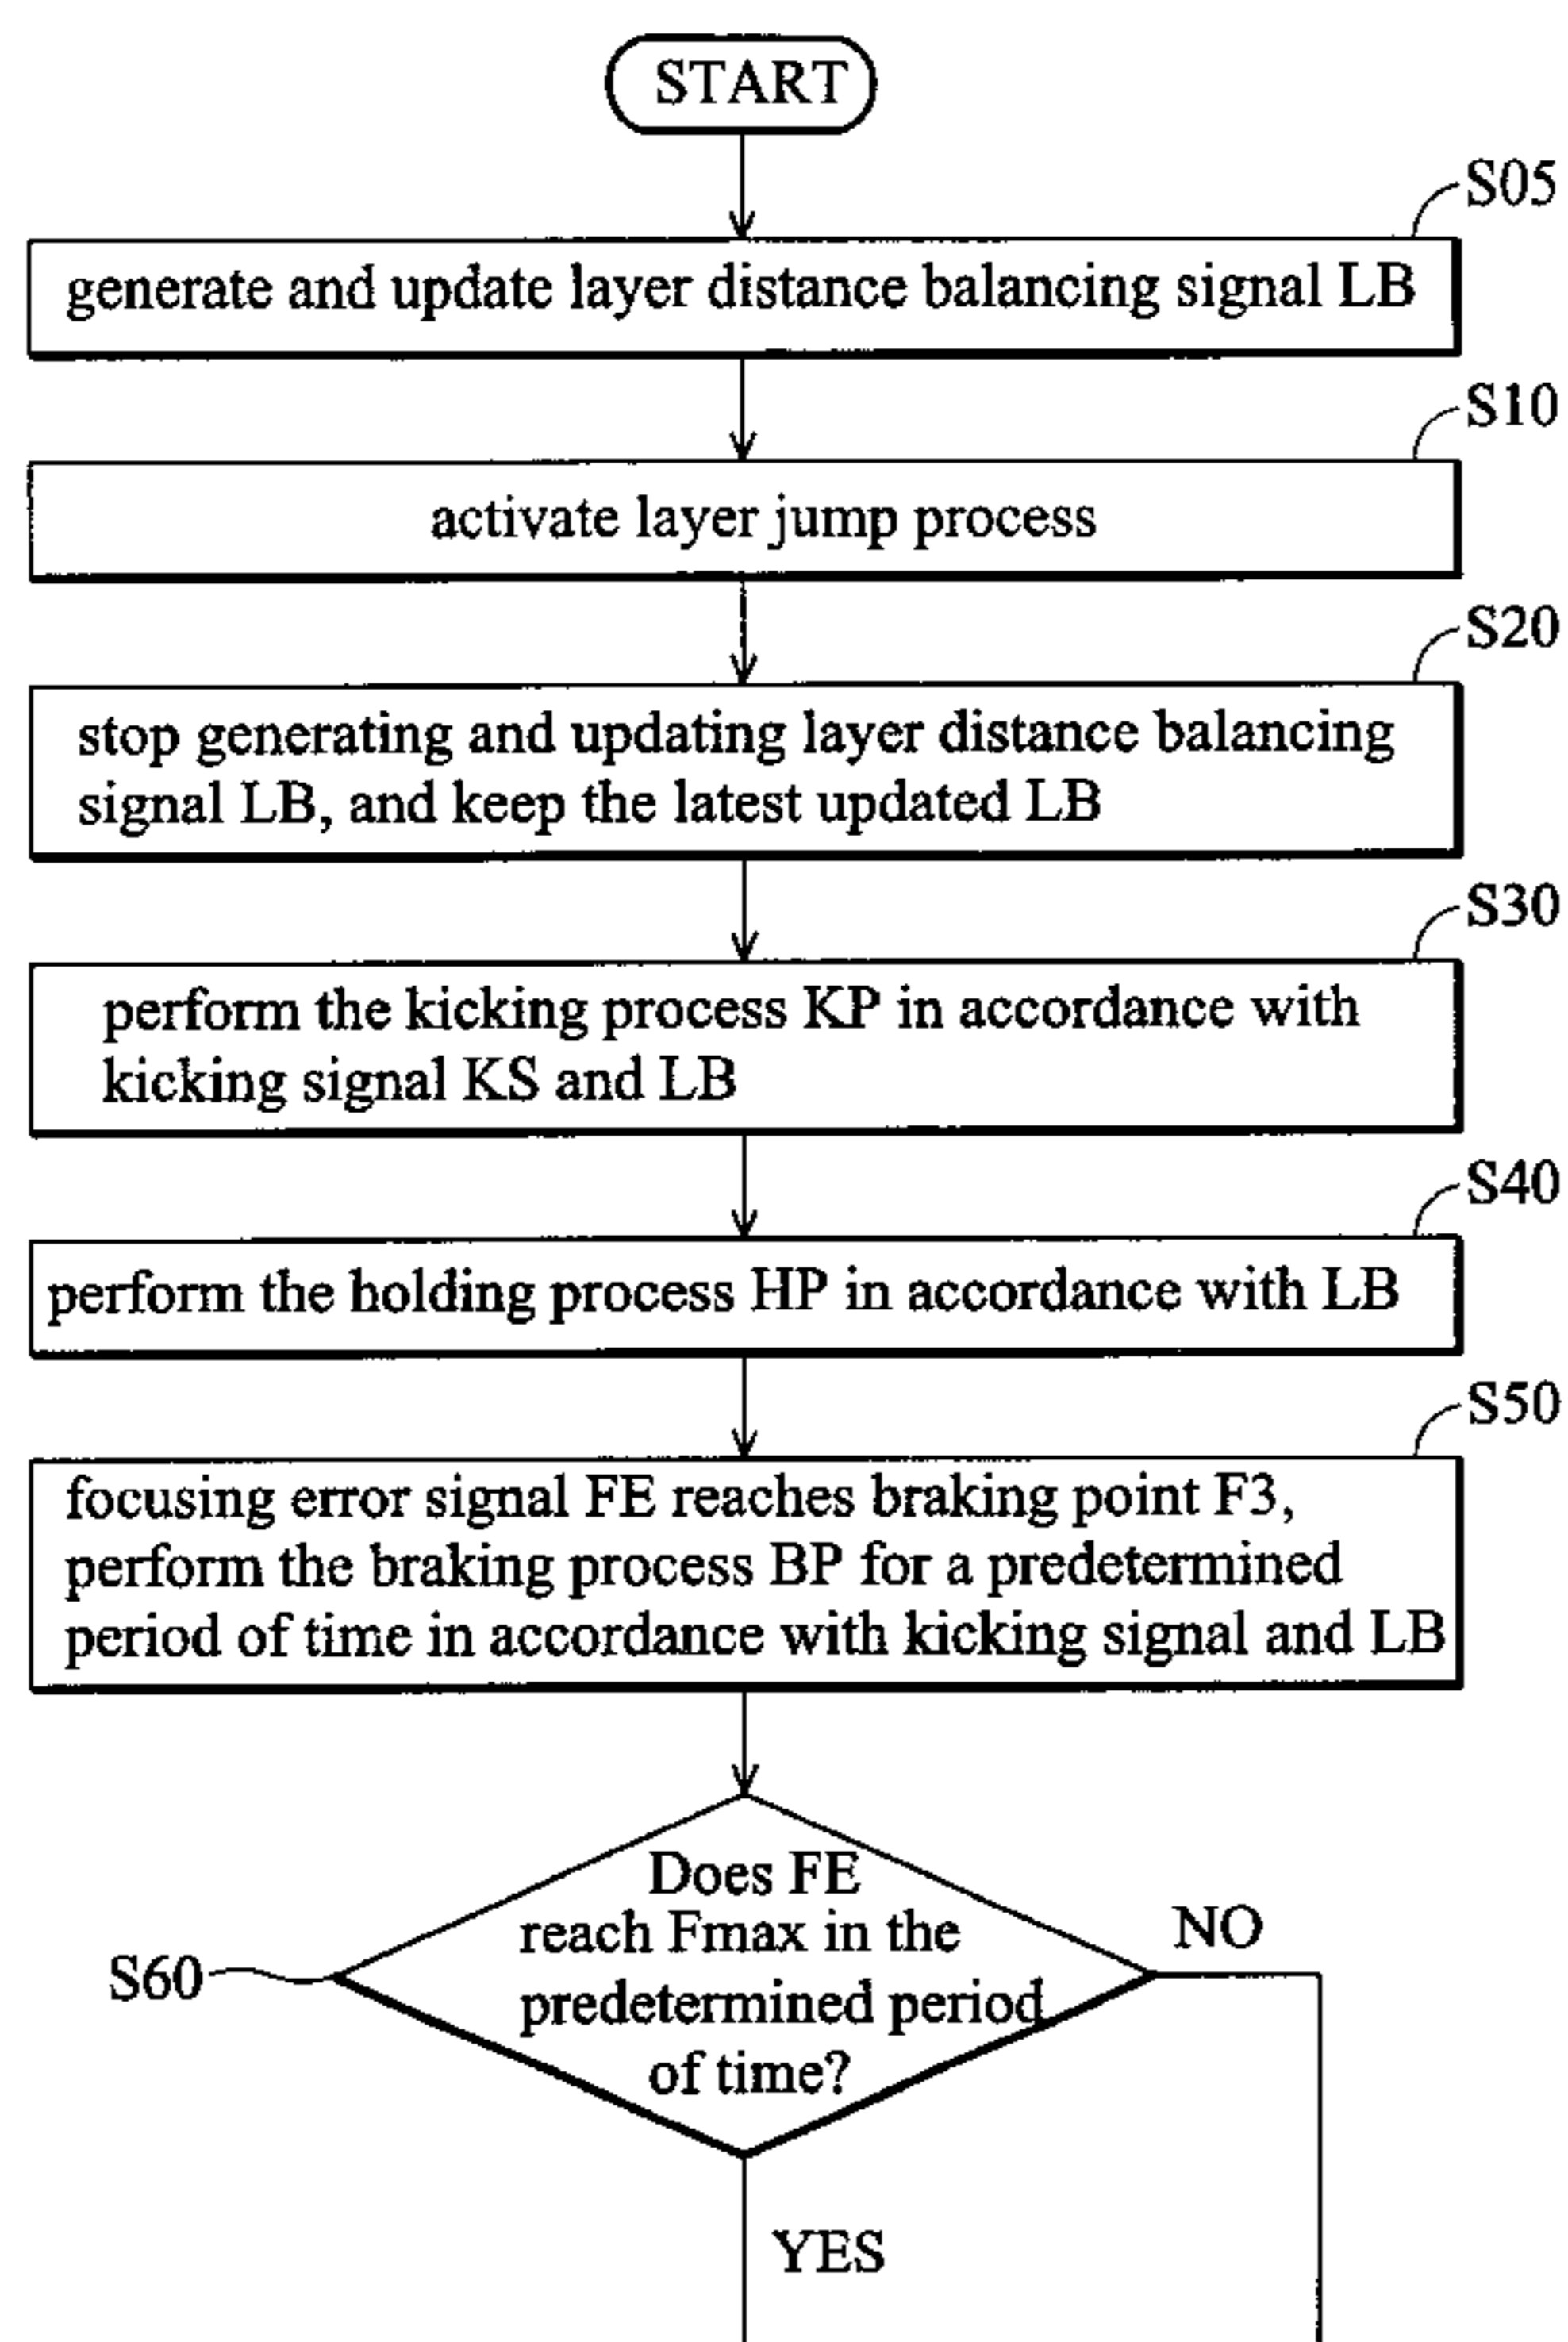 START
S05
generate and update layer distance balancing signal LB
S10
activate layer jump process
S20
stop generating and updating layer distance balancing
signal LB, and keep the latest updated LB
S30
perform the kicking process KP in accordance with
kicking signal KS and LB
S40
perform the holding process HP in accordance with LB
S50
focusing error signal FE reaches braking point F3,
perform the braking process BP for a predetermined
period of time in accordance with kicking signal and LB
Does FE
reach Fmax in the
predetermined period
of time?
S60
NO
YES